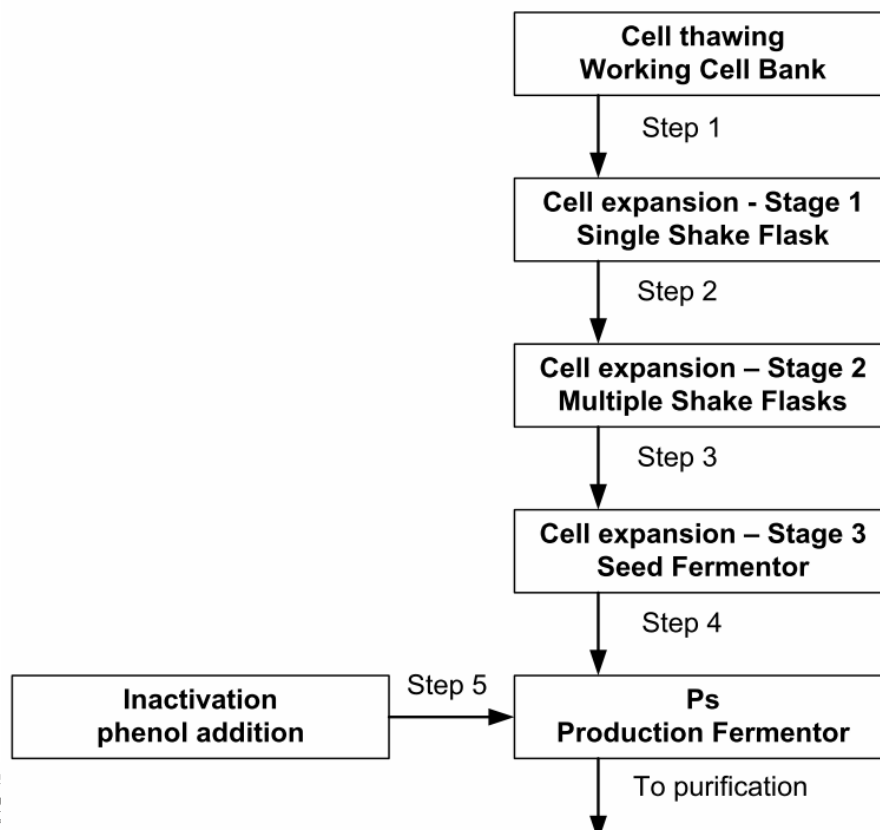 Cell thawing
Working Cell Bank
Step 1
Cell expansion - Stage 1
Single Shake Flask
Step 2
Cell expansion – Stage 2
Multiple Shake Flasks
Step 3
Cell expansion – Stage 3
Seed Fermentor
Step 4
Inactivation
phenol addition
Step 5
Ps
Production Fermentor
To purification